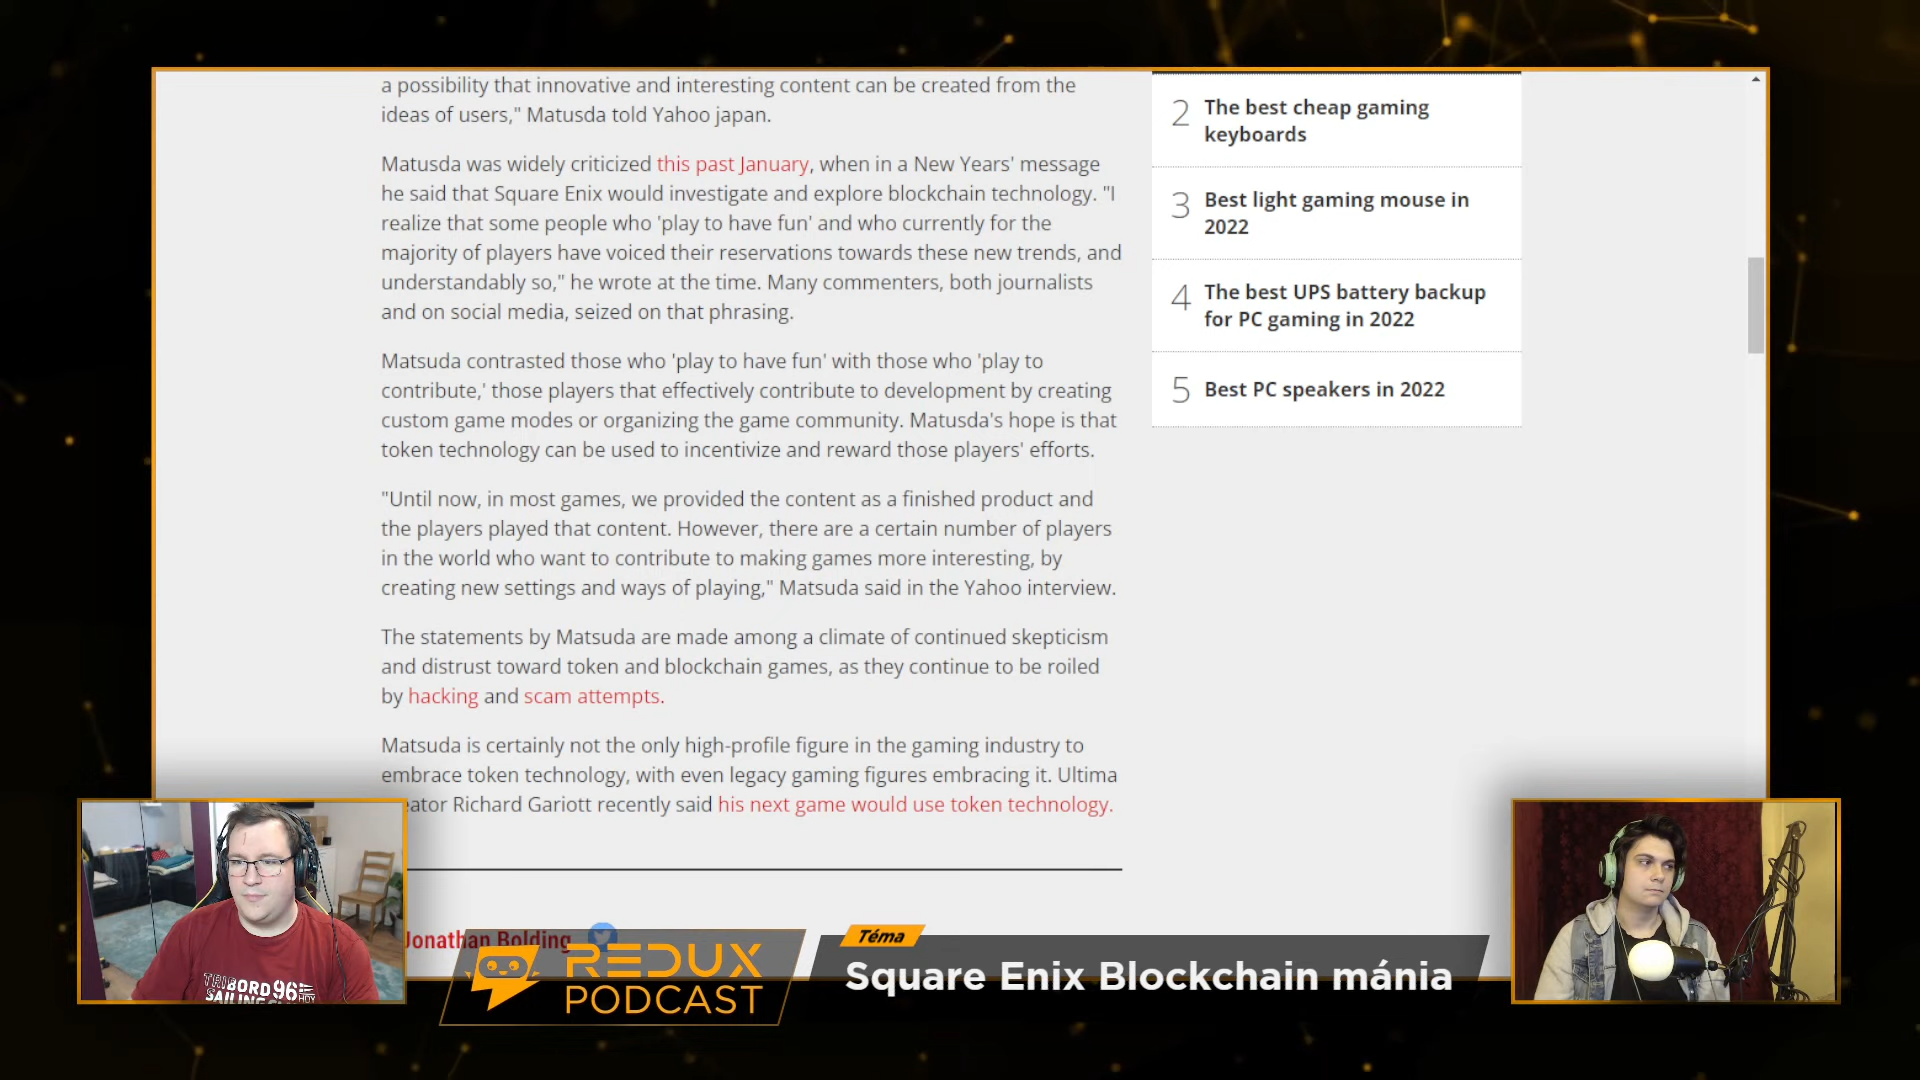 a possibility that innovative and interesting content can be created from the
ideas of users," Matusda told Yahoo japan.
Matusda was widely criticized this past January, when in a New Years' message
he said that Square Enix would investigate and explore blockchain technology. "I
realize that some people who 'play to have fun' and who currently for the
majority of players have voiced their reservations towards these new trends, and
understandably so," he wrote at the time. Many commenters, both journalists
and on social media, seized on that phrasing.
Matsuda contrasted those who 'play to have fun' with those who 'play to
contribute,' those players that effectively contribute to development by creating
custom game modes or organizing the game community. Matusda's hope is that
token technology can be used to incentivize and reward those players' efforts.
"Until now, in most games, we provided the content as a finished product and
the players played that content. However, there are a certain number of players
in the world who want to contribute to making games more interesting, by
creating new settings and ways of playing," Matsuda said in the Yahoo interview.
The statements by Matsuda are made among a climate of continued skepticism
and distrust toward token and blockchain games, as they continue to be roiled
by hacking and scam attempts.
Matsuda is certainly not the only high-profile figure in the gaming industry to
embrace token technology, with even legacy gaming figures embracing it. Ultima
eator Richard Gariott recently said his next game would use token technology.
Jonathan Bolding
2 The best cheap gaming
keyboards
3 Best light gaming mouse in
2022
4 The best UPS battery backup
for PC gaming in 2022
5 Best PC speakers in 2022
TRIBORD 96
SAILING
REDUX
PODCAST
Téma
Square Enix Blockchain mánia